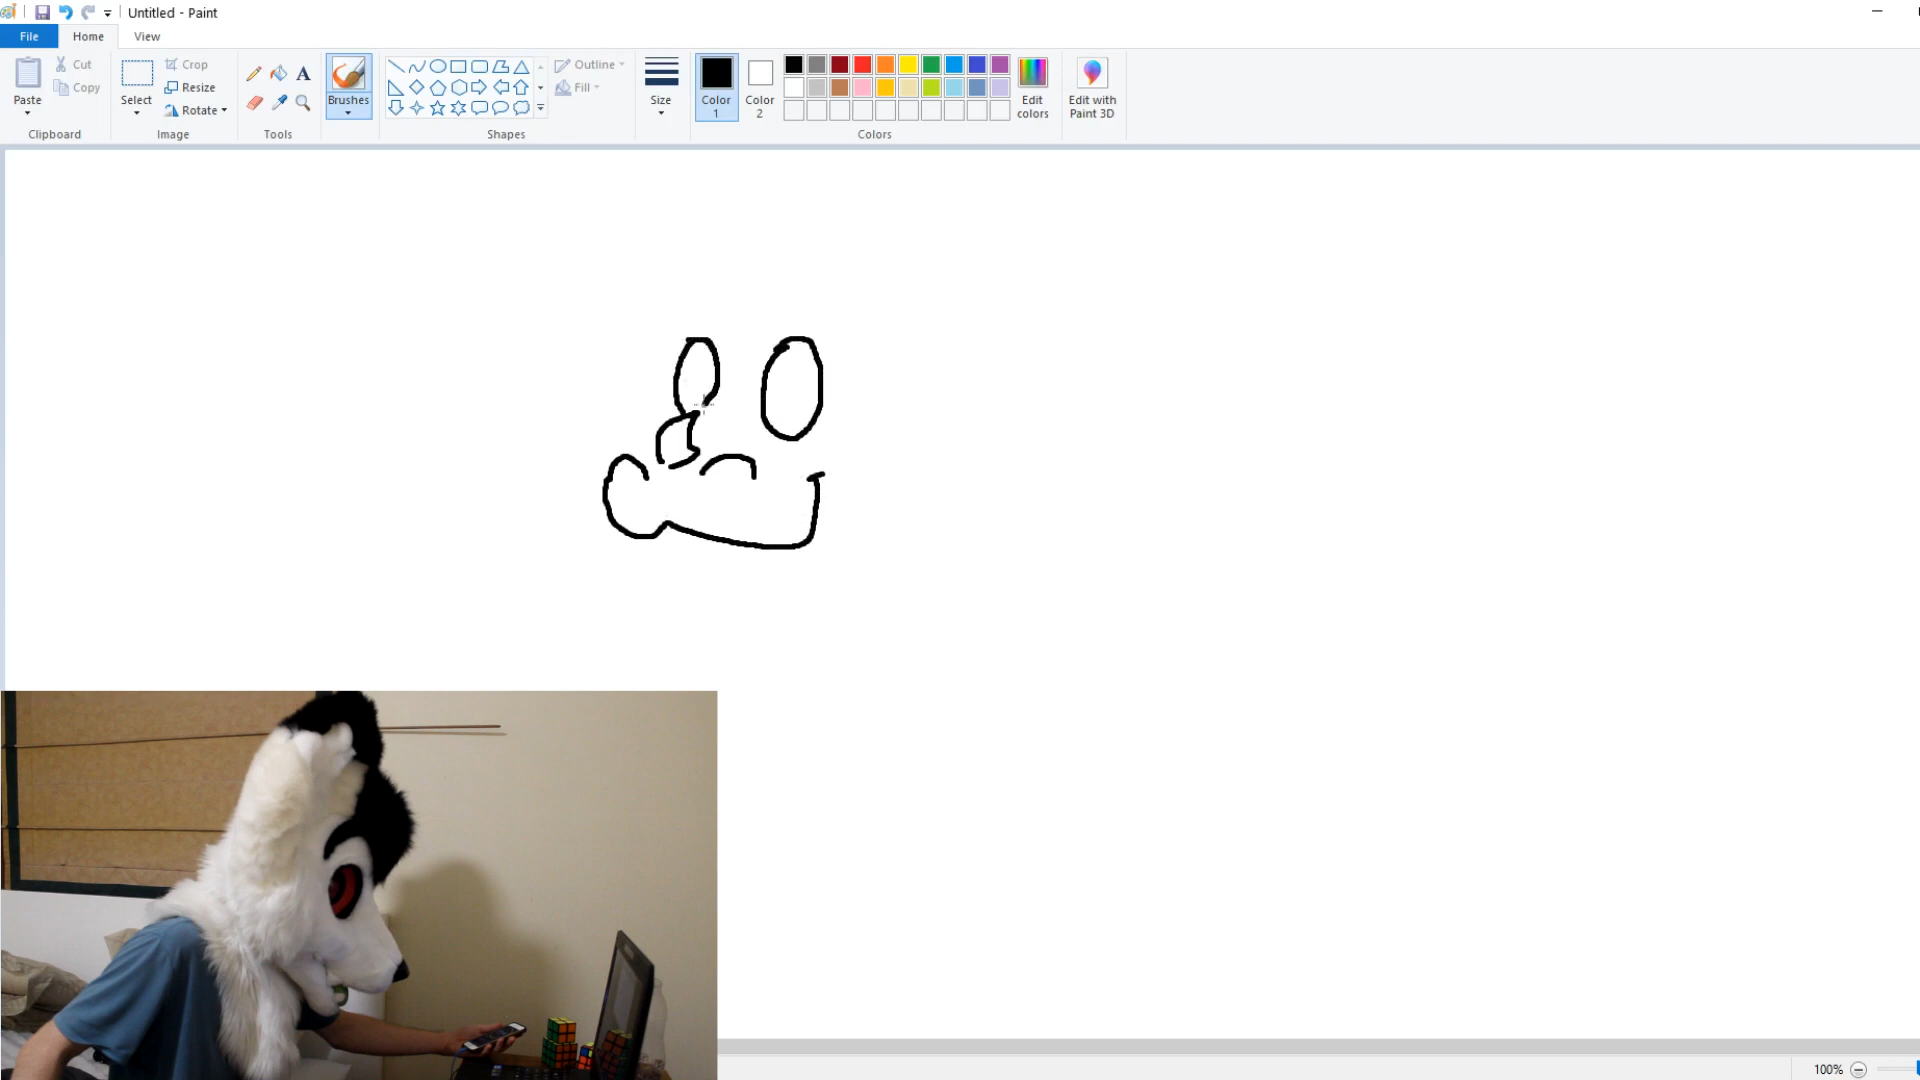 Untitled - Paint
File Home View
Paste
Cut
Copy
Clipboard
Select
Crop
Resize
Rotate
Image
A
Tools
Brushes
Shapes
Outline
Fill
Size
Color 1
Color 2
Edit colors
Colors
Edit with Paint 3D
100%